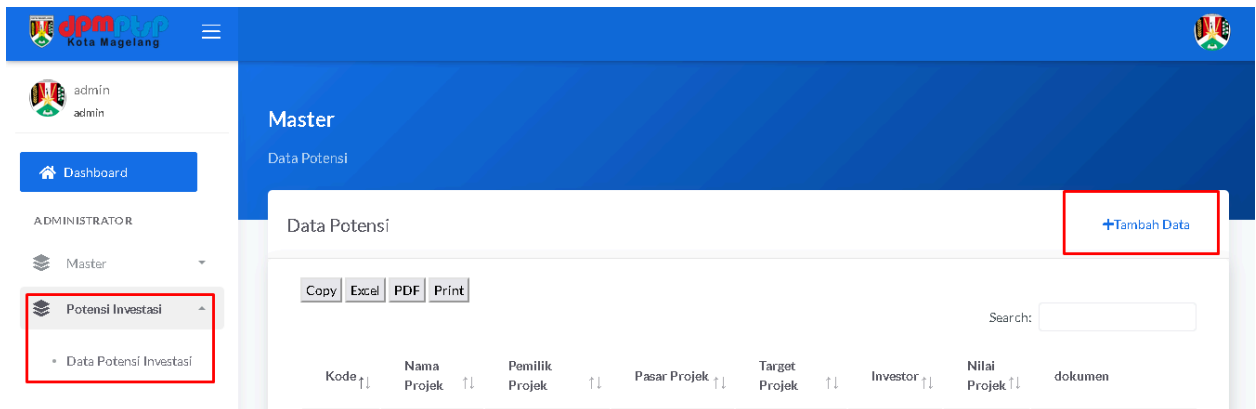 dpmptsp
Kota Magelang
admin
admin
Master
Data Potensi
Dashboard
ADMINISTRATOR
Data Potensi
+Tambah Data
Master
Copy Excel PDF Print
Potensi Investasi
Search:
Data Potensi Investasi
Kode Nama Projek Pemilik Projek Pasar Projek Target Projek Investor Nilai Projek dokumen